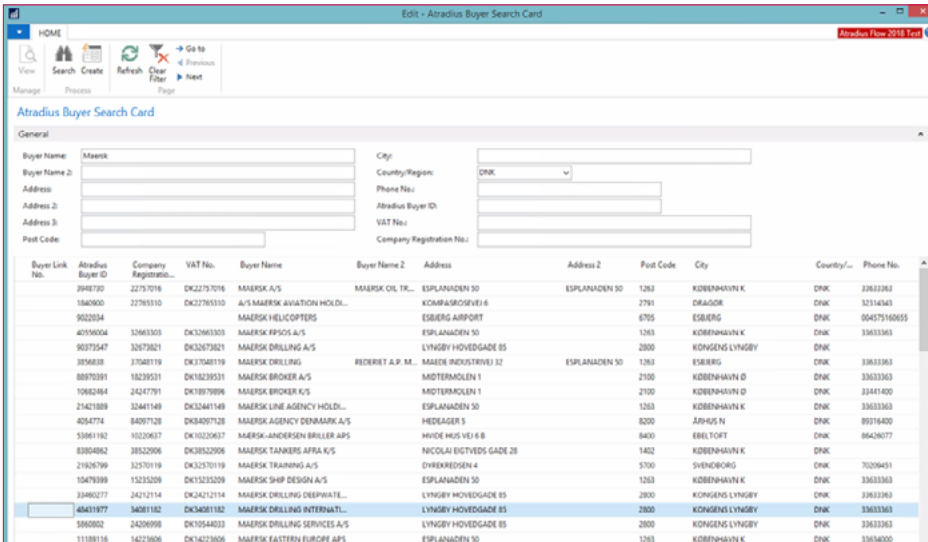 Edit - Atradius Buyer Search Card
HOME
Atradius Flow 2018 Test
View Search Create Refresh Clear Filter Go to Previous Next
Manage Process Page
Atradius Buyer Search Card
General
Buyer Name: Maersk City:
Buyer Name 2: Country/Region: DNK
Address: Phone No.:
Address 2: Atradius Buyer ID:
Address 3: VAT No.:
Post Code: Company Registration No.:
Buyer Link No. Atradius Buyer ID Company Registratio... VAT No. Buyer Name Buyer Name 2 Address Address 2 Post Code City Country/... Phone No.
3948730 22757016 DK22757016 MAERSK A/S MAERSK OIL TR... ESPLANADEN 50 ESPLANADEN 50 1263 KØBENHAVN K DNK 33633363
1840900 22765310 DK22765310 A/S MAERSK AVIATION HOLDI... KOMPASROSEVEJ 6 2791 DRAGØR DNK 32314343
9022034 MAERSK HELICOPTERS ESBJERG AIRPORT 6705 ESBJERG DNK 004575160655
40556004 32663303 DK32663303 MAERSK FPSOS A/S ESPLANADEN 50 1263 KØBENHAVN K DNK 33633363
90373547 32673821 DK32673821 MAERSK DRILLING A/S LYNGBY HOVEDGADE 85 2800 KONGENS LYNGBY DNK
3856838 37048119 DK37048119 MAERSK DRILLING REDERIET A.P. M... MAEDE INDUSTRIVEJ 32 ESPLANADEN 50 1263 ESBJERG DNK 33633363
88970391 18239531 DK18239531 MAERSK BROKER A/S MIDTERMOLEN 1 2100 KØBENHAVN Ø DNK 33633363
10682464 24247791 DK18979896 MAERSK BROKER K/S MIDTERMOLEN 1 2100 KØBENHAVN Ø DNK 33441400
21421889 32441149 DK32441149 MAERSK LINE AGENCY HOLDI... ESPLANADEN 50 1263 KØBENHAVN K DNK 33633363
4054774 84097128 DK84097128 MAERSK AGENCY DENMARK A/S HEDEAGER 5 8200 ÅRHUS N DNK 89316400
53861192 10220637 DK10220637 MÆRSK-ANDERSEN BRILLER APS HVIDE HUS VEJ 6 B 8400 EBELTOFT DNK 86426077
83804862 38522906 DK38522906 MAERSK TANKERS AFRA K/S NICOLAI EIGTVEDS GADE 28 1402 KØBENHAVN K DNK
21926799 32570119 DK32570119 MAERSK TRAINING A/S DYREKREDSEN 4 5700 SVENDBORG DNK 70209451
10479399 15235209 DK15235209 MAERSK SHIP DESIGN A/S ESPLANADEN 50 1263 KØBENHAVN K DNK 33633363
33460277 24212114 DK24212114 MAERSK DRILLING DEEPWATE... LYNGBY HOVEDGADE 85 2800 KONGENS LYNGBY DNK 33633363
48431977 34081182 DK34081182 MAERSK DRILLING INTERNATI... LYNGBY HOVEDGADE 85 2800 KONGENS LYNGBY DNK 33633363
5860802 24206998 DK10544033 MAERSK DRILLING SERVICES A/S LYNGBY HOVEDGADE 85 2800 KONGENS LYNGBY DNK 33633363
11189116 14223606 DK14223606 MAERSK EASTERN EUROPE APS ESPLANADEN 50 1263 KØBENHAVN K DNK 33634000